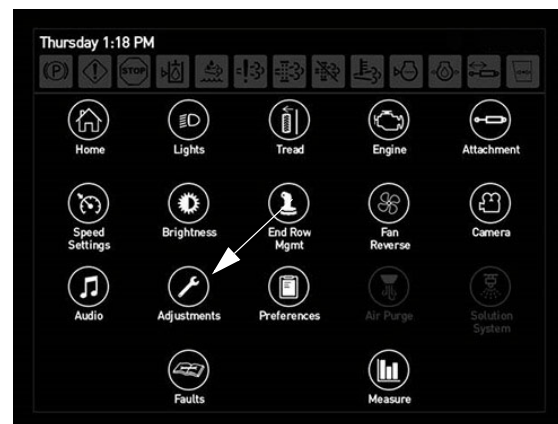 Thursday 1:18 PM
(P) STOP
Home Lights Tread Engine Attachment
Speed Settings Brightness End Row Mgmt Fan Reverse Camera
Audio Adjustments Preferences Air Purge Solution System
Faults Measure